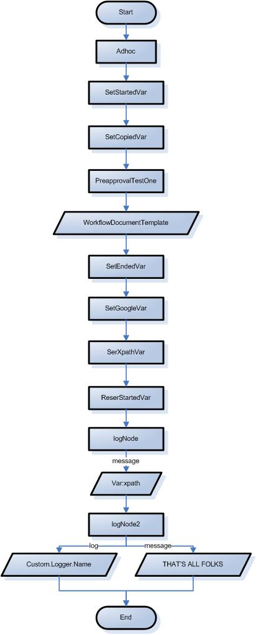 Start
Adhoc
SetStartedVar
SetCopiedVar
PreapprovalTestOne
WorkflowDocumentTemplate
SetEndedVar
SetGoogleVar
SerXpathVar
ReserStartedVar
logNode
message
Var:xpath
logNode2
log
message
Custom.Logger.Name
THAT'S ALL FOLKS
End